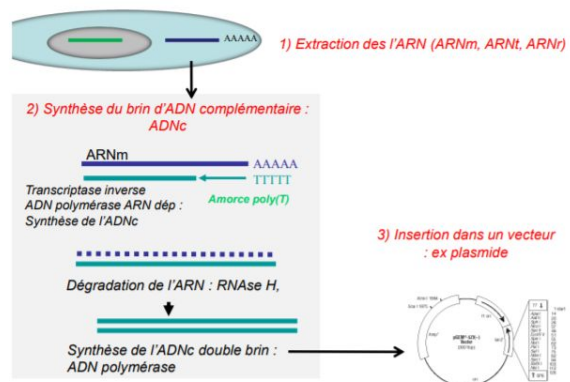 AAAAA
1) Extraction des l'ARN (ARNm, ARNt, ARNr)
2) Synthèse du brin d'ADN complémentaire :
ADNc
ARNm
AAAAA
TTTTT
Transcriptase inverse
ADN polymérase ARN dép :
Synthèse de l'ADNc
Amorce poly(T)
3) Insertion dans un vecteur
: ex plasmide
Dégradation de l'ARN : RNAse H,
Synthèse de l'ADNc double brin :
ADN polymérase